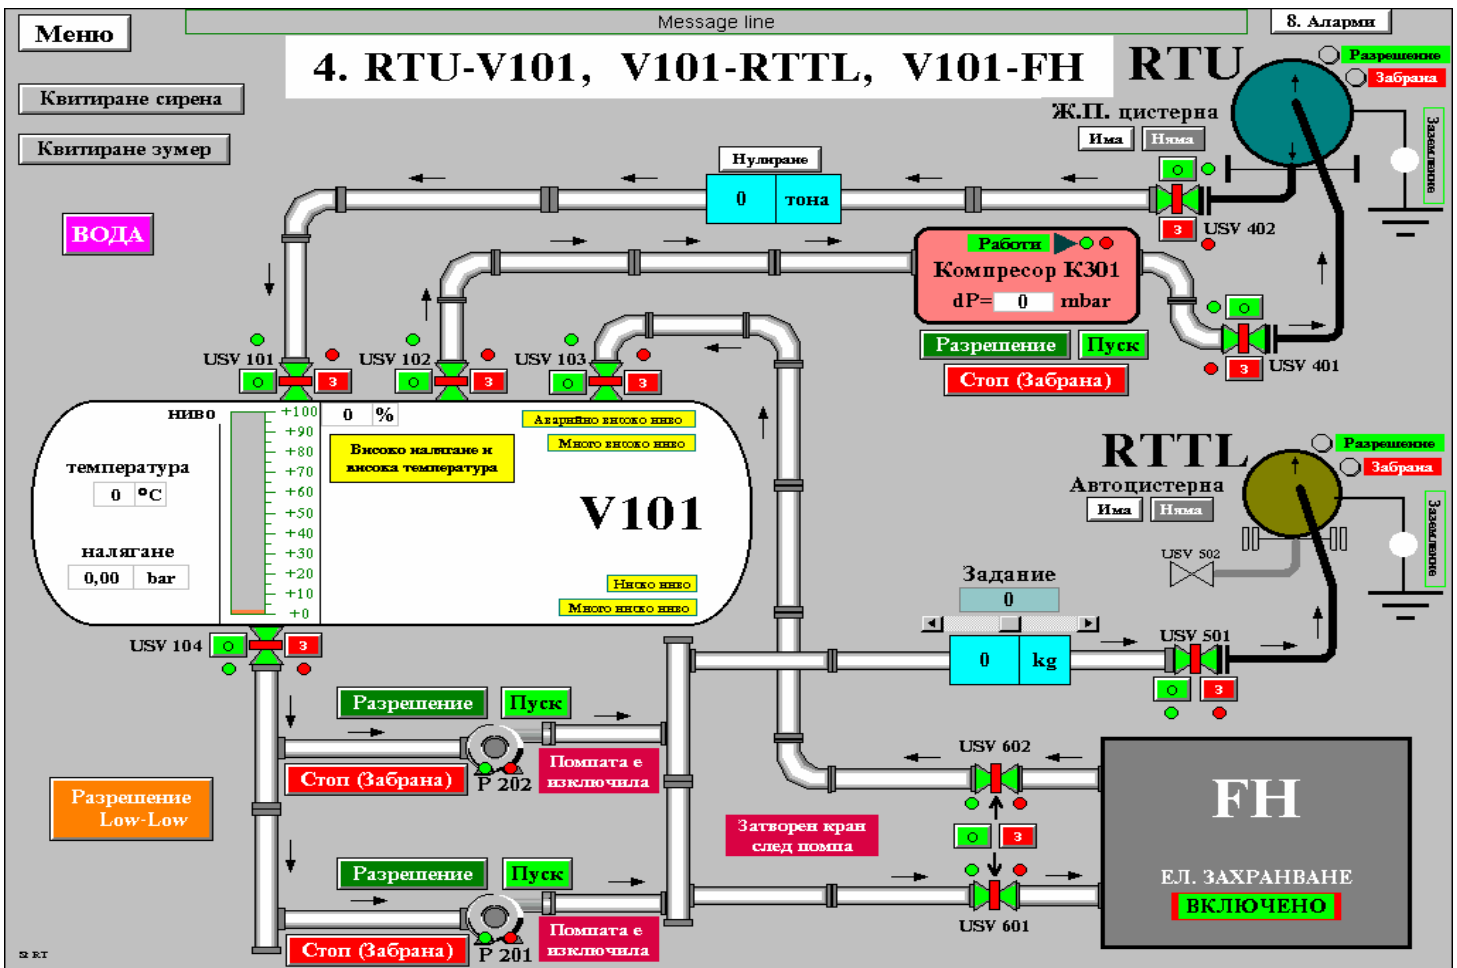 Message line
8. Аларми
Меню
4. RTU-V101, V101-RTTL, V101-FH
RTU
Разрешение
Забрана
Квитиране сирена
Ж.П. цистерна
Има
Няма
Заземление
Квитиране зумер
Нулиране
0 тона
о
USV 402
З
ВОДА
Работи
Компресор К301
dP= 0 mbar
о
USV 401
З
Разрешение
Пуск
Стоп (Забрана)
USV 101
о
З
USV 102
о
З
USV 103
о
З
ниво
0 %
+100
+90
+80
+70
+60
+50
+40
+30
+20
+10
+0
Аварийно високо ниво
Много високо ниво
Високо налягане и
висока температура
температура
0 °C
V101
налягане
0,00 bar
Ниско ниво
Много ниско ниво
RTTL
Разрешение
Забрана
Автоцистерна
Има
Няма
Заземление
USV 502
Задание
0
0 kg
USV 501
о
З
USV 104
о
З
Разрешение
Пуск
Стоп (Забрана)
P 202
Помпата е
изключила
USV 602
FH
Разрешение
Low-Low
Затворен кран
след помпа
о
З
Разрешение
Пуск
ЕЛ. ЗАХРАНВАНЕ
ВКЛЮЧЕНО
USV 601
Стоп (Забрана)
P 201
Помпата е
изключила